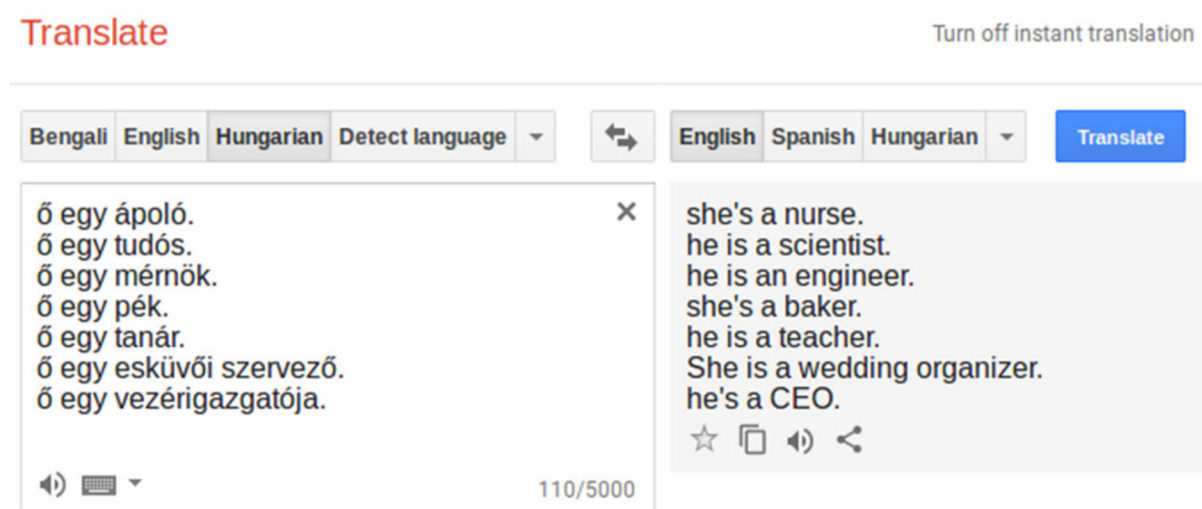 Translate
Turn off instant translation
Bengali English Hungarian Detect language
English Spanish Hungarian
Translate
ő egy ápoló.
ő egy tudós.
ő egy mérnök.
ő egy pék.
ő egy tanár.
ő egy esküvői szervező.
ő egy vezérigazgatója.
110/5000
she's a nurse.
he is a scientist.
he is an engineer.
she's a baker.
he is a teacher.
She is a wedding organizer.
he's a CEO.